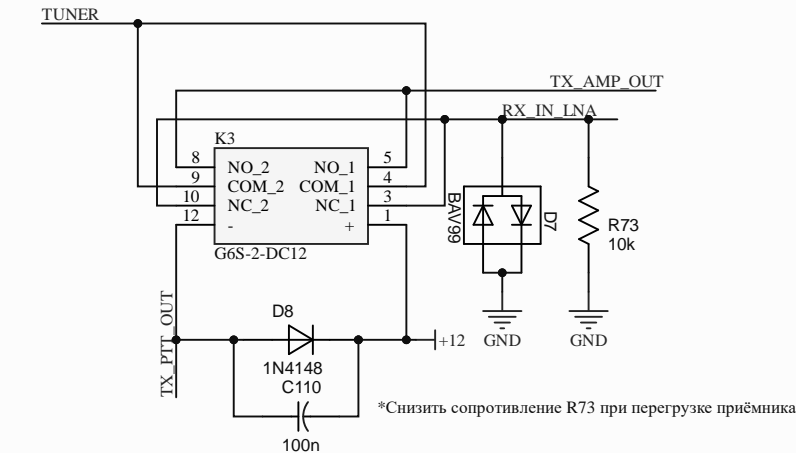 TUNER
TX_AMP_OUT
RX_IN_LNA
K3
8 NO_2 NO_1 5
9 COM_2 COM_1 4
10 NC_2 NC_1 3
12 - + 1
G6S-2-DC12
BAV99
D7
R73
10k
TX_PTT_OUT
D8
+12
GND
GND
1N4148
C110
*Снизить сопротивление R73 при перегрузке приёмника
100n